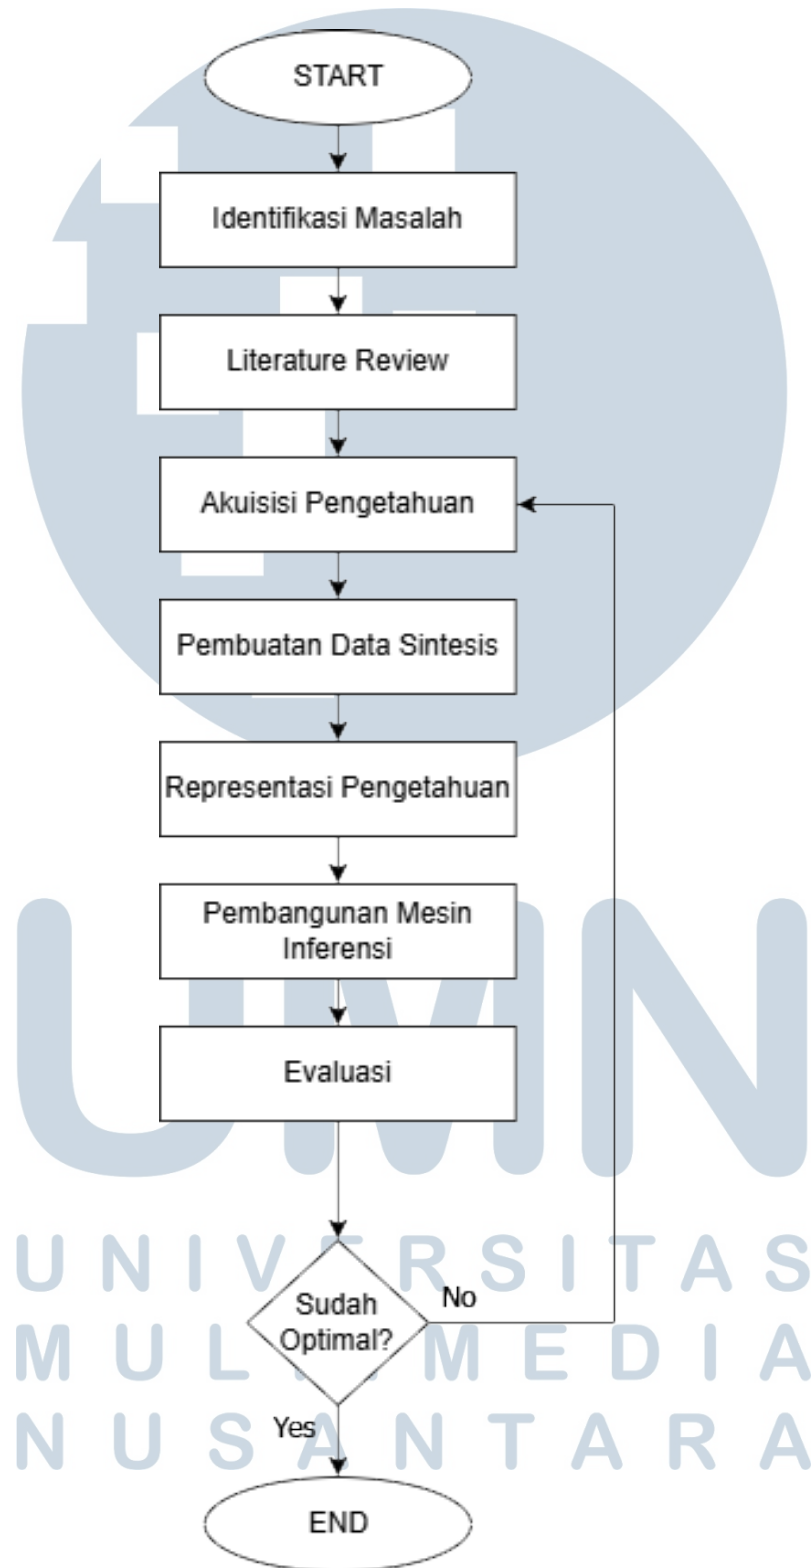 START
Identifikasi Masalah
Literature Review
Akuisisi Pengetahuan
Pembuatan Data Sintesis
Representasi Pengetahuan
Pembangunan Mesin
Inferensi
Evaluasi
Sudah
Optimal?
No
Yes
END
UMN
UNIVERSITAS
MULTIMEDIA
NUSANTARA